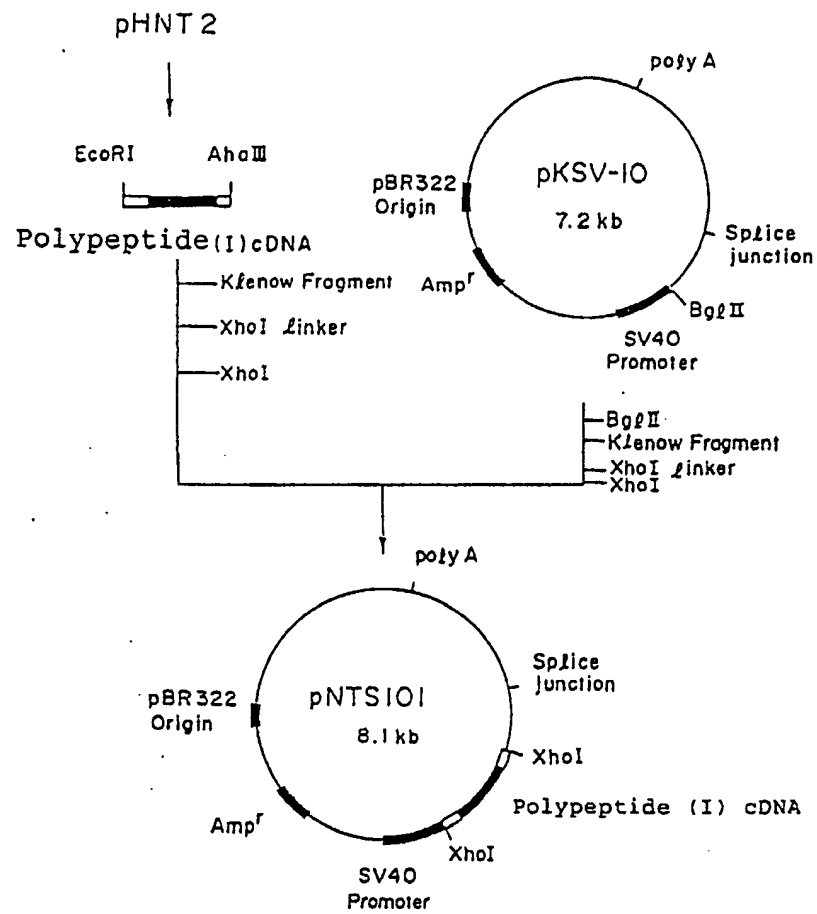 pHNT 2
EcoRI
AhaIII
Polypeptide(I)cDNA
Klenow Fragment
XhoI linker
XhoI
poly A
pBR322
Origin
pKSV-10
7.2 kb
Splice
junction
Amp^r
BglII
SV40
Promoter
BglII
Klenow Fragment
XhoI linker
XhoI
poly A
Splice
junction
pBR322
Origin
pNTS101
8.1 kb
XhoI
Polypeptide (I) cDNA
Amp^r
XhoI
SV40
Promoter